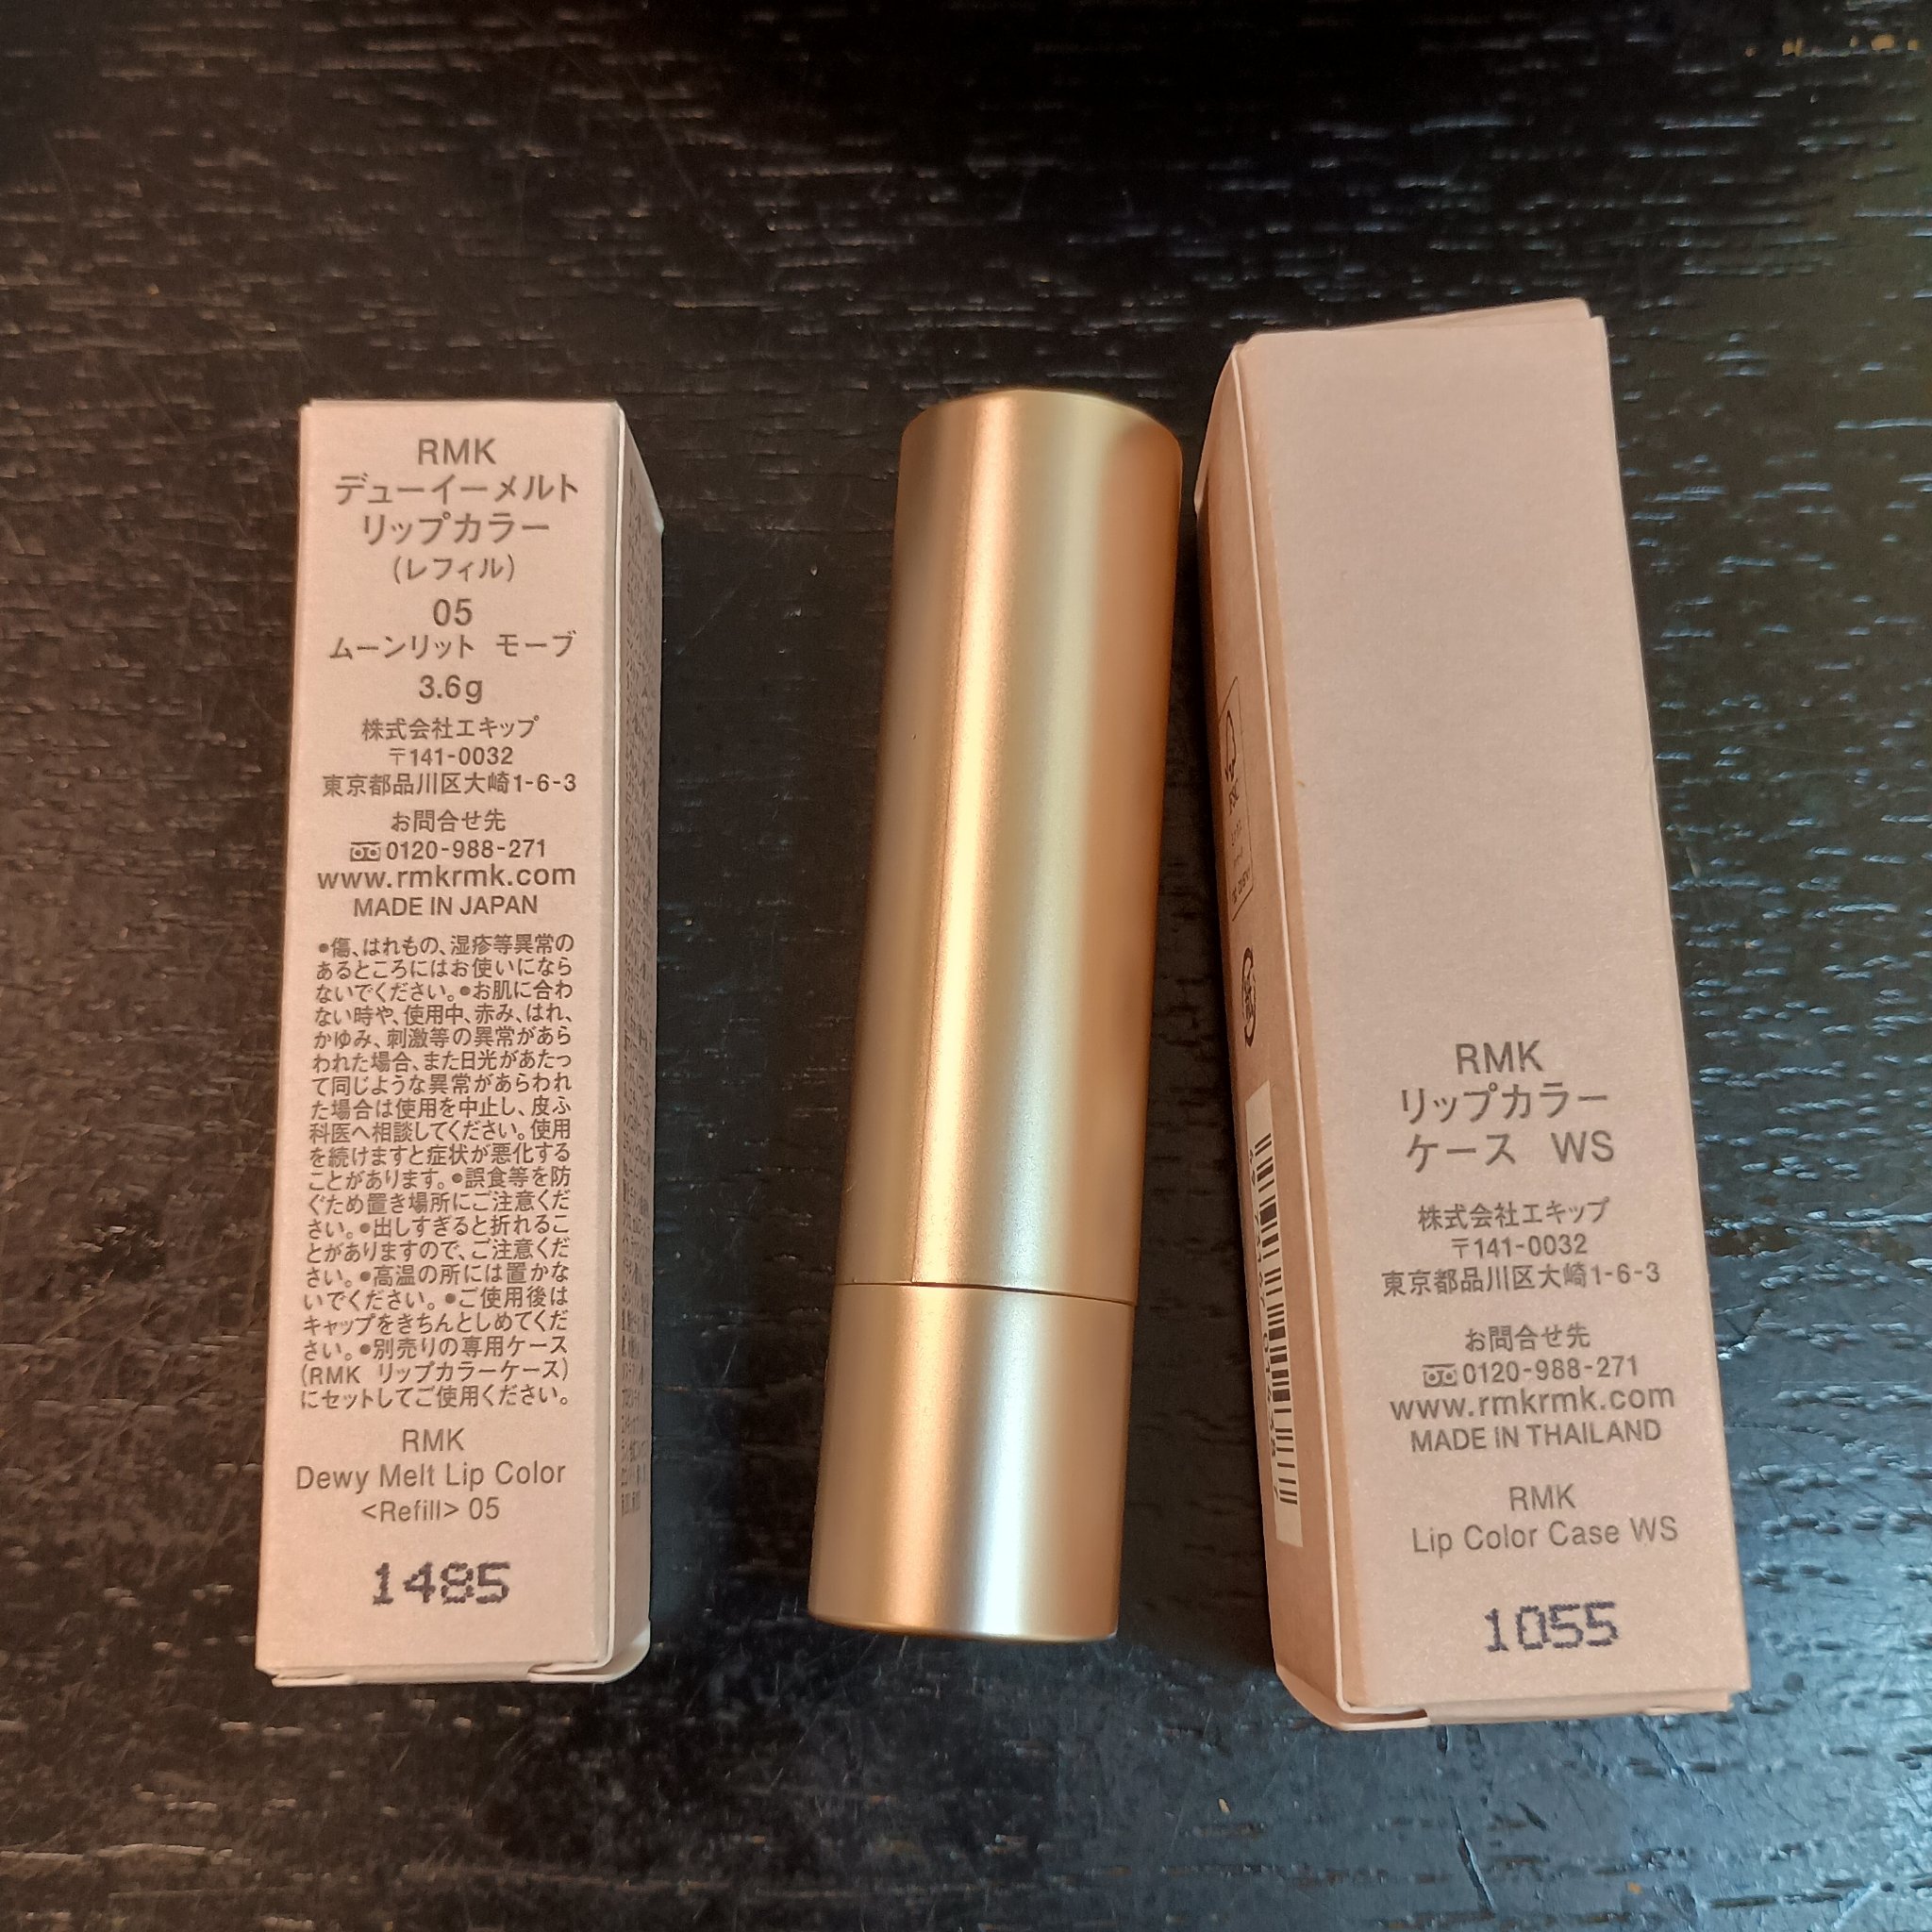 RMK
デューイーメルト
リップカラー
(レフィル)
05
ムーンリット モーブ
3.6g
株式会社エキップ
〒141-0032
東京都品川区大崎1-6-3
お問合せ先
0120-988-271
www.rmkrmk.com
MADE IN JAPAN
●傷、はれもの、湿疹等異常の
あるところにはお使いになら
ないでください。●お肌に合わ
ない時や、使用中、赤み、はれ、
かゆみ、刺激等の異常があら
われた場合、また日光があたっ
て同じような異常があらわれ
た場合は使用を中止し、皮ふ
科医へ相談してください。使用
を続けますと症状が悪化する
ことがあります。●誤食等を防
ぐため置き場所にご注意くだ
さい。●出しすぎると折れるこ
とがありますので、ご注意くだ
さい。●高温の所には置かな
いでください。●ご使用後は
キャップをきちんとしめてくだ
さい。●別売りの専用ケース
(RMK リップカラーケース)
にセットしてご使用ください。
RMK
Dewy Melt Lip Color
<Refill> 05
1485
RMK
リップカラー
ケース WS
株式会社エキップ
〒141-0032
東京都品川区大崎1-6-3
お問合せ先
0120-988-271
www.rmkrmk.com
MADE IN THAILAND
RMK
Lip Color Case WS
1055